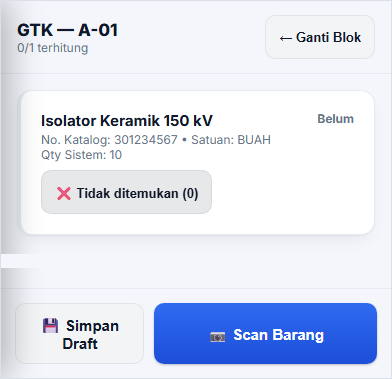 GTK — A-01
0/1 terhitung
← Ganti Blok
Isolator Keramik 150 kV
Belum
No. Katalog: 301234567 • Satuan: BUAH
Qty Sistem: 10
❌ Tidak ditemukan (0)
💾 Simpan
Draft
📷 Scan Barang